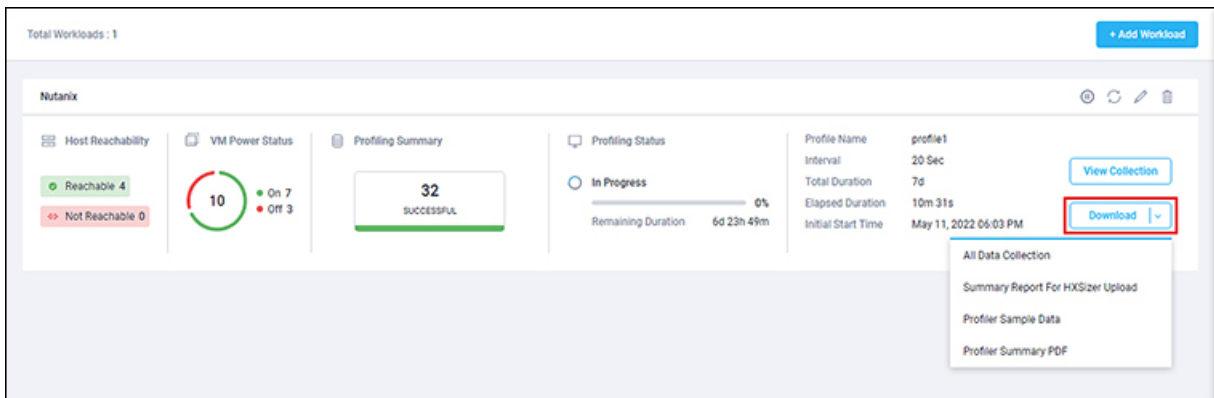 Total Workloads : 1
+ Add Workload
Nutanix
Host Reachability
Reachable 4
Not Reachable 0
VM Power Status
10
On 7
Off 3
Profiling Summary
32
SUCCESSFUL
Profiling Status
In Progress
0%
Remaining Duration 6d 23h 49m
Profile Name profile1
Interval 20 Sec
Total Duration 7d
Elapsed Duration 10m 31s
Initial Start Time May 11, 2022 06:03 PM
View Collection
Download
All Data Collection
Summary Report For HXSizer Upload
Profiler Sample Data
Profiler Summary PDF